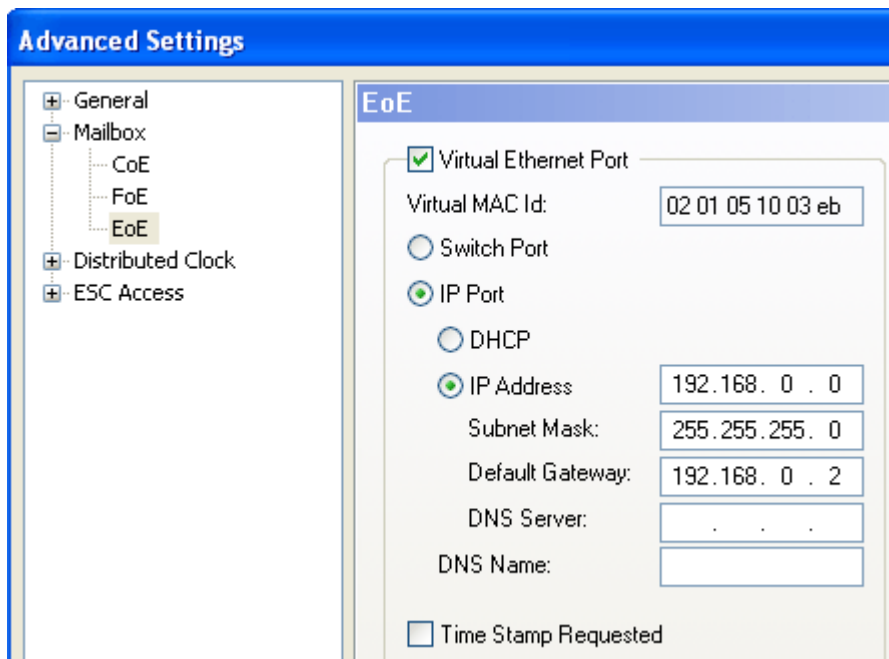 Advanced Settings
General
Mailbox
CoE
FoE
EoE
Distributed Clock
ESC Access
EoE
Virtual Ethernet Port
Virtual MAC Id: 02 01 05 10 03 eb
Switch Port
IP Port
DHCP
IP Address 192.168. 0 . 0
Subnet Mask: 255.255.255. 0
Default Gateway: 192.168. 0 . 2
DNS Server: . . .
DNS Name:
Time Stamp Requested